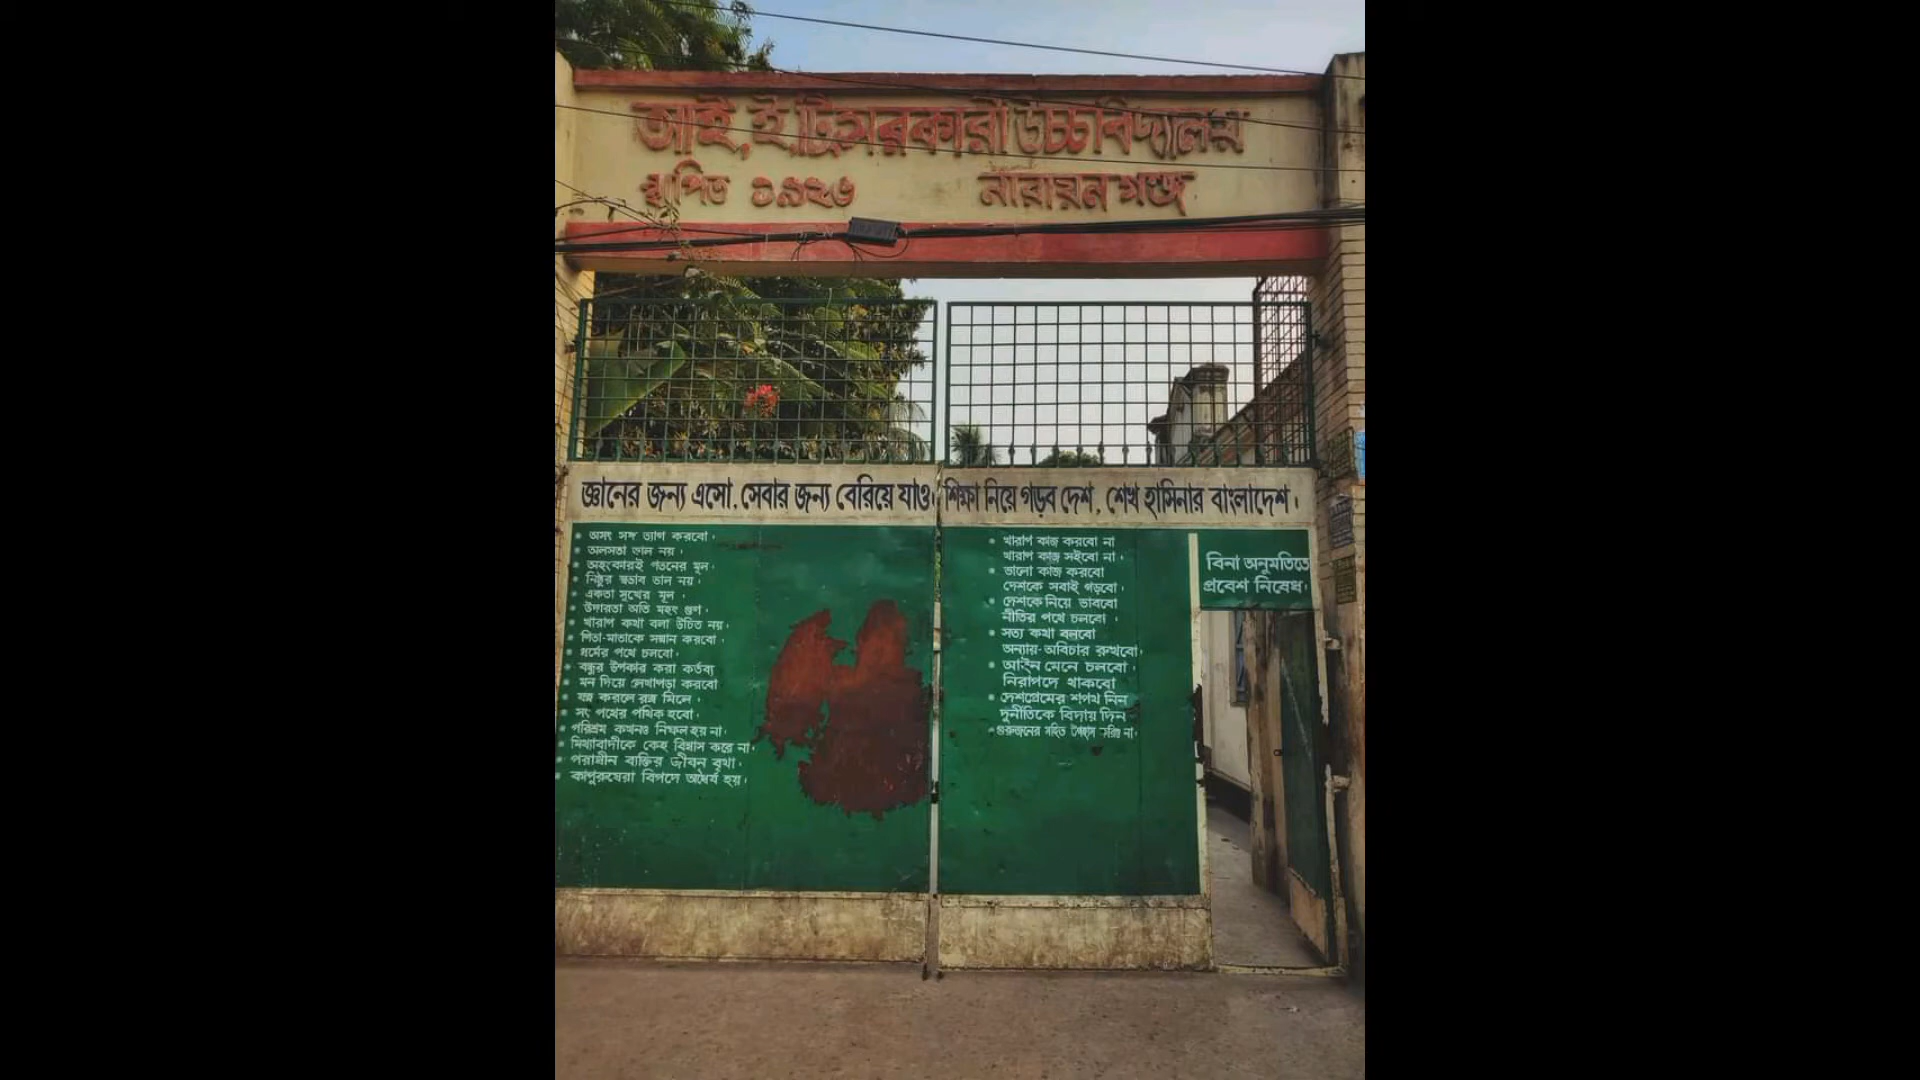 আই, ই, টি, সরকারী উচ্চ বিদ্যালয়
স্থাপিত ১৯২৬ নারায়নগঞ্জ
জ্ঞানের জন্য এসো. সেবার জন্য বেরিয়ে যাও।
শিক্ষা নিয়ে গড়ব দেশ, শেখ হাসিনার বাংলাদেশ।
অসৎ সঙ্গ ত্যাগ করবো।
অলসতা ভাল নয়।
অহংকারই পতনের মূল।
নিষ্ঠুর স্বভাব ভাল নয়।
একতা সুখের মূল।
উদারতা অতি মহৎ গুণ।
খারাপ কথা বলা উচিত নয়।
পিতা-মাতাকে সম্মান করবো।
ধর্মের পথে চলবো।
বন্ধুর উপকার করা কর্তব্য
মন দিয়ে লেখাপড়া করবো
যত্ন করলে রত্ন মিলে।
সৎ পথের পথিক হবো।
পরিশ্রম কখনও নিষ্ফল হয় না।
মিথ্যাবাদীকে কেহ বিশ্বাস করে না।
পরাধীন ব্যক্তির জীবন বৃথা।
কাপুরুষেরা বিপদে অধৈর্য হয়।
খারাপ কাজ করবো না
খারাপ কাজ সইবো না।
ভালো কাজ করবো
দেশকে সবাই গড়বো।
দেশকে নিয়ে ভাববো
নীতির পথে চলবো।
সত্য কথা বলবো
অন্যায়-অবিচার রুখবো।
আইন মেনে চলবো।
নিরাপদে থাকবো
দেশপ্রেমের শপথ নিন
দুর্নীতিকে বিদায় দিন
গুরুজনের সহিত উপহাস করিও না।
বিনা অনুমতিতে
প্রবেশ নিষেধ।